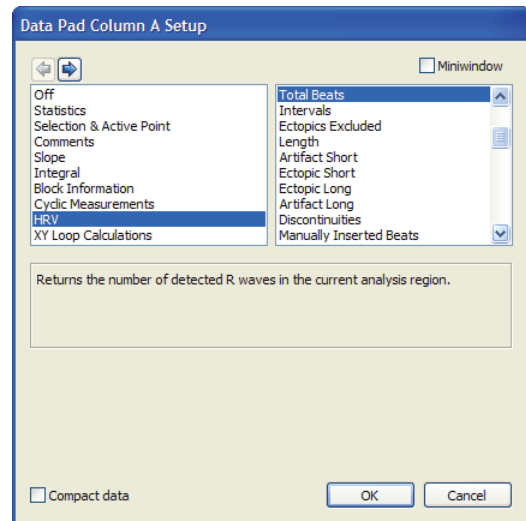 Data Pad Column A Setup
Miniwindow
Off
Statistics
Selection & Active Point
Comments
Slope
Integral
Block Information
Cyclic Measurements
HRV
XY Loop Calculations
Total Beats
Intervals
Ectopics Excluded
Length
Artifact Short
Ectopic Short
Ectopic Long
Artifact Long
Discontinuities
Manually Inserted Beats
Returns the number of detected R waves in the current analysis region.
Compact data
OK
Cancel